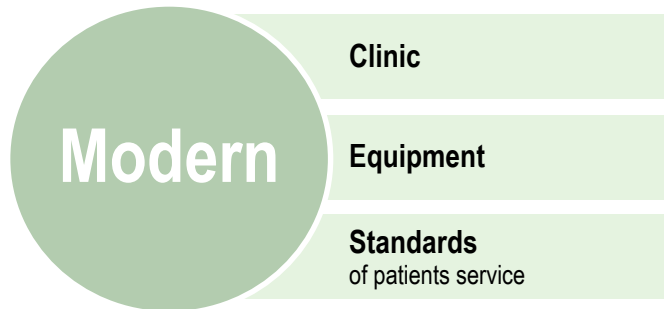 Modern
Clinic
Equipment
Standards
of patients service